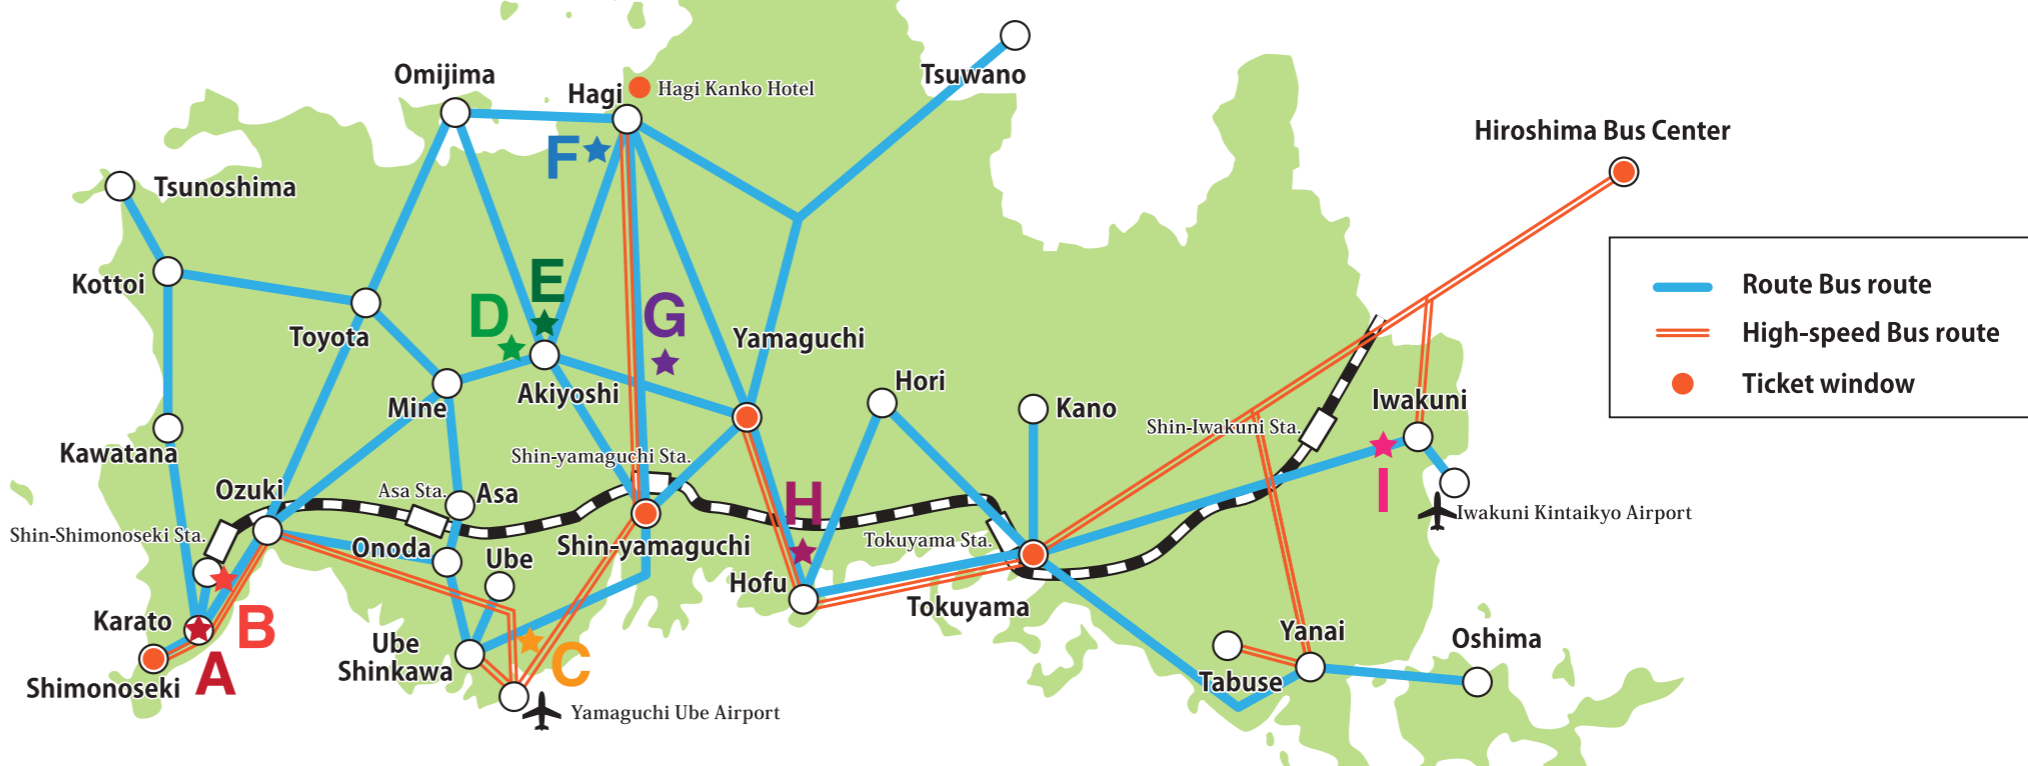 Tsuwano
Omijima
Hagi
Hagi Kanko Hotel
Hiroshima Bus Center
F
Tsunoshima
Kottoi
E
D
G
Toyota
Yamaguchi
Route Bus route
High-speed Bus route
Ticket window
Mine
Akiyoshi
Hori
Kano
Iwakuni
Shin-Iwakuni Sta.
Kawatana
Shin-yamaguchi Sta.
Ozuki
Asa Sta.
Asa
H
I
Iwakuni Kintaikyo Airport
Shin-Shimonoseki Sta.
Onoda
Ube
Shin-yamaguchi
Tokuyama Sta.
Hofu
Tokuyama
Karato
B
Ube
Shinkawa
C
Yanai
Oshima
Shimonoseki
A
Tabuse
Yamaguchi Ube Airport